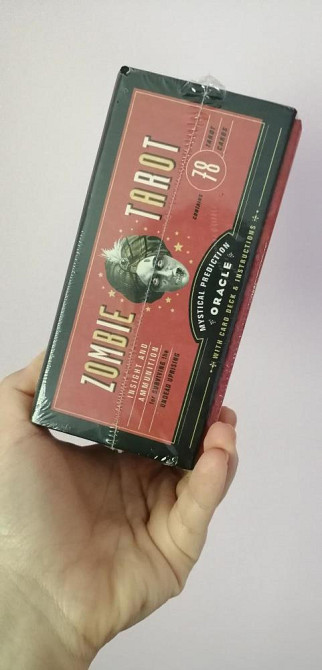 ZOMBIE TAROT
INSIGHT AND
AMMUNITION
for SURVIVING the
UNDEAD UPRISING
CONTAINS
78
TAROT
CARDS
MYSTICAL PREDICTION
ORACLE
WITH CARD DECK & INSTRUCTIONS